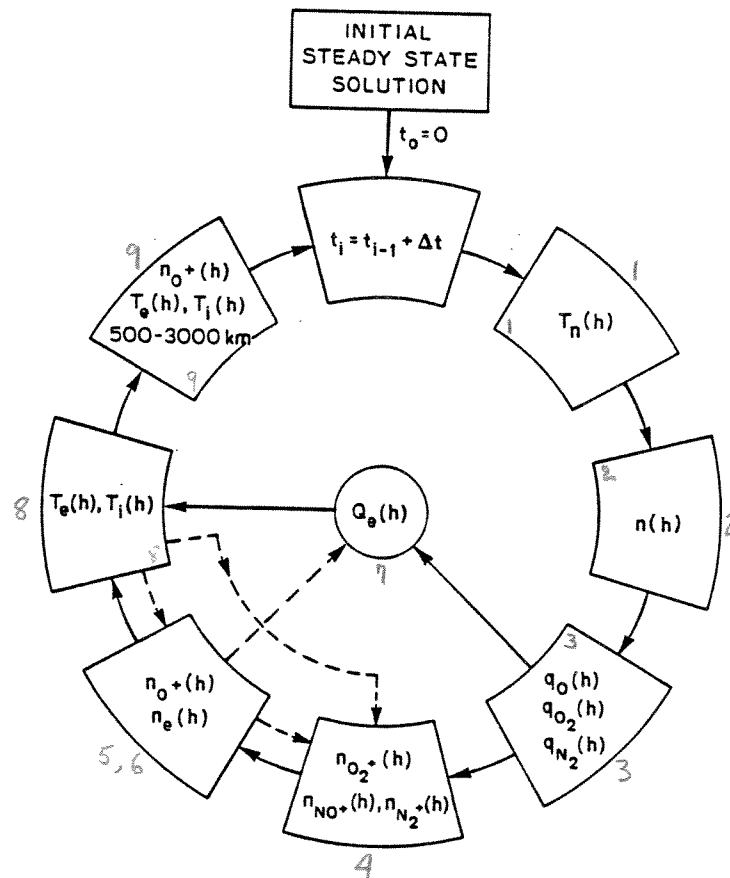 INITIAL
STEADY STATE
SOLUTION
t₀=0
tᵢ = tᵢ₋₁ + Δt
1
Tₙ(h)
1
2
n(h)
2
3
q_O(h)
q_O₂(h)
q_N₂(h)
3
n_O₂⁺(h)
n_NO⁺(h), n_N₂⁺(h)
4
n_O⁺(h)
nₑ(h)
5,6
Qₑ(h)
7
8
Tₑ(h), Tᵢ(h)
8
9
n_O⁺(h)
Tₑ(h), Tᵢ(h)
500-3000 km
9